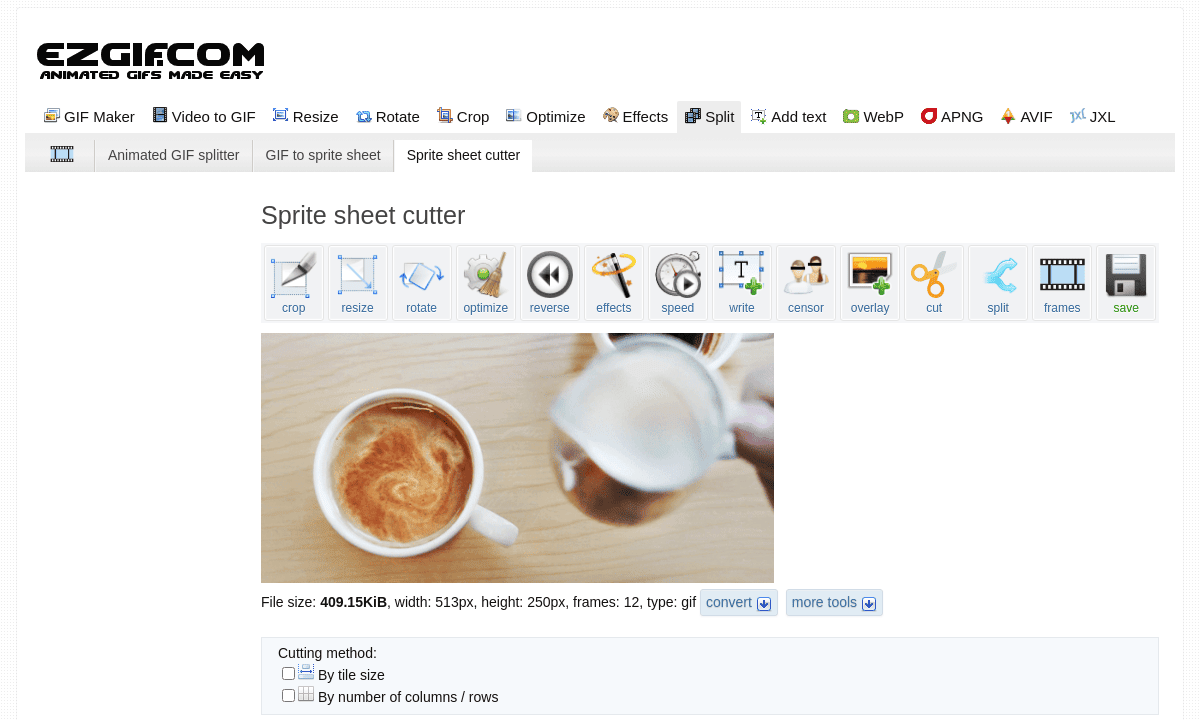 EZGIF.COM
ANIMATED GIFS MADE EASY
GIF Maker Video to GIF Resize Rotate Crop Optimize Effects Split Add text WebP APNG AVIF JXL
Animated GIF splitter GIF to sprite sheet Sprite sheet cutter
Sprite sheet cutter
crop resize rotate optimize reverse effects speed write censor overlay cut split frames save
File size: 409.15KiB, width: 513px, height: 250px, frames: 12, type: gif convert more tools
Cutting method:
By tile size
By number of columns / rows